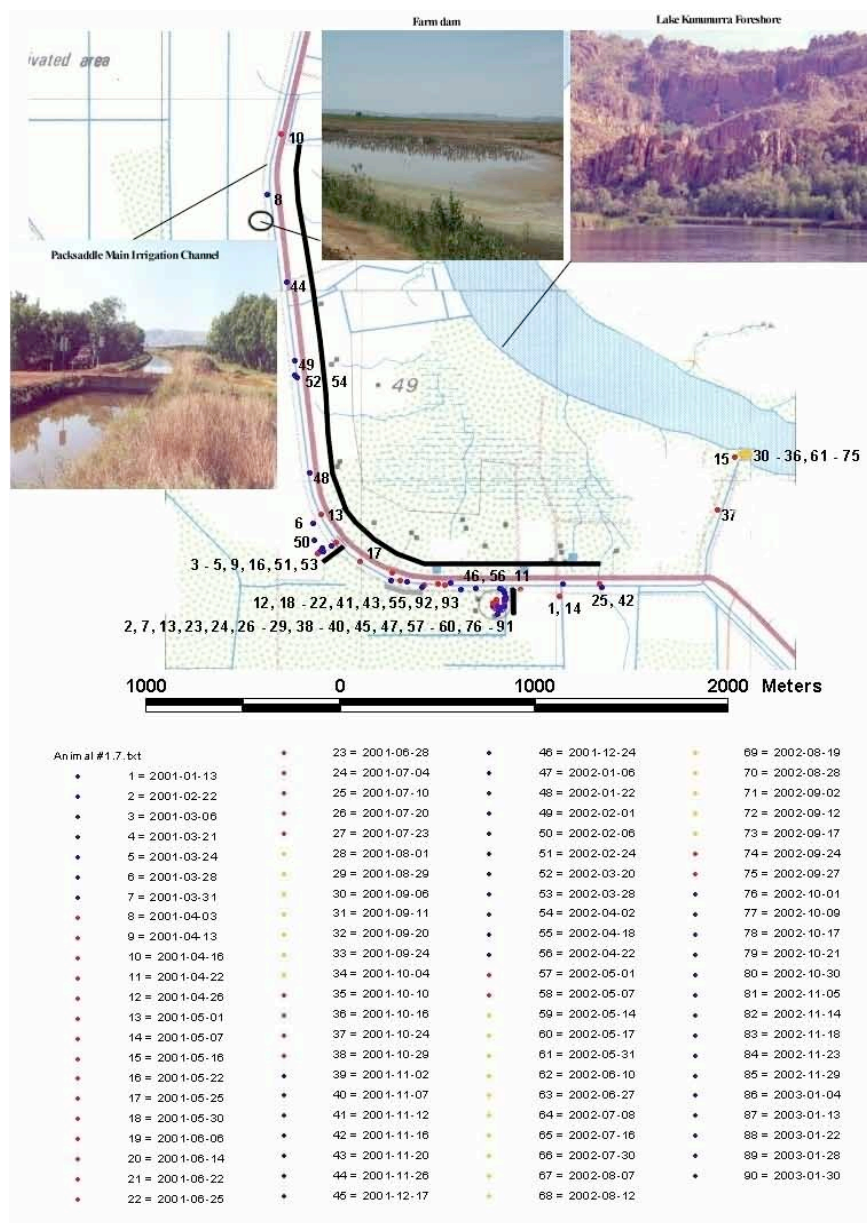 Farm dam
Lake Kununurra Foreshore
ivated area
10
8
Packsaddle Main Irrigation Channel
44
49
52, 54
49
15
30 - 36, 61 - 75
48
37
13
6
50
17
3 - 5, 9, 16, 51, 53
46, 56 11
12, 18 - 22, 41, 43, 55, 92, 93
1, 14
25, 42
2, 7, 13, 23, 24, 26 - 29, 38 - 40, 45, 47, 57 - 60, 76 - 91
1000 0 1000 2000 Meters
Animal #1.7.txt
1 = 2001-01-13
2 = 2001-02-22
3 = 2001-03-06
4 = 2001-03-21
5 = 2001-03-24
6 = 2001-03-28
7 = 2001-03-31
8 = 2001-04-03
9 = 2001-04-13
10 = 2001-04-16
11 = 2001-04-22
12 = 2001-04-26
13 = 2001-05-01
14 = 2001-05-07
15 = 2001-05-16
16 = 2001-05-22
17 = 2001-05-25
18 = 2001-05-30
19 = 2001-06-06
20 = 2001-06-14
21 = 2001-06-22
22 = 2001-06-25
23 = 2001-06-28
24 = 2001-07-04
25 = 2001-07-10
26 = 2001-07-20
27 = 2001-07-23
28 = 2001-08-01
29 = 2001-08-29
30 = 2001-09-06
31 = 2001-09-11
32 = 2001-09-20
33 = 2001-09-24
34 = 2001-10-04
35 = 2001-10-10
36 = 2001-10-16
37 = 2001-10-24
38 = 2001-10-29
39 = 2001-11-02
40 = 2001-11-07
41 = 2001-11-12
42 = 2001-11-16
43 = 2001-11-20
44 = 2001-11-26
45 = 2001-12-17
46 = 2001-12-24
47 = 2002-01-06
48 = 2002-01-22
49 = 2002-02-01
50 = 2002-02-06
51 = 2002-02-24
52 = 2002-03-20
53 = 2002-03-28
54 = 2002-04-02
55 = 2002-04-18
56 = 2002-04-22
57 = 2002-05-01
58 = 2002-05-07
59 = 2002-05-14
60 = 2002-05-17
61 = 2002-05-31
62 = 2002-06-10
63 = 2002-06-27
64 = 2002-07-08
65 = 2002-07-16
66 = 2002-07-30
67 = 2002-08-07
68 = 2002-08-12
69 = 2002-08-19
70 = 2002-08-28
71 = 2002-09-02
72 = 2002-09-12
73 = 2002-09-17
74 = 2002-09-24
75 = 2002-09-27
76 = 2002-10-01
77 = 2002-10-09
78 = 2002-10-17
79 = 2002-10-21
80 = 2002-10-30
81 = 2002-11-05
82 = 2002-11-14
83 = 2002-11-18
84 = 2002-11-23
85 = 2002-11-29
86 = 2003-01-04
87 = 2003-01-13
88 = 2003-01-22
89 = 2003-01-28
90 = 2003-01-30